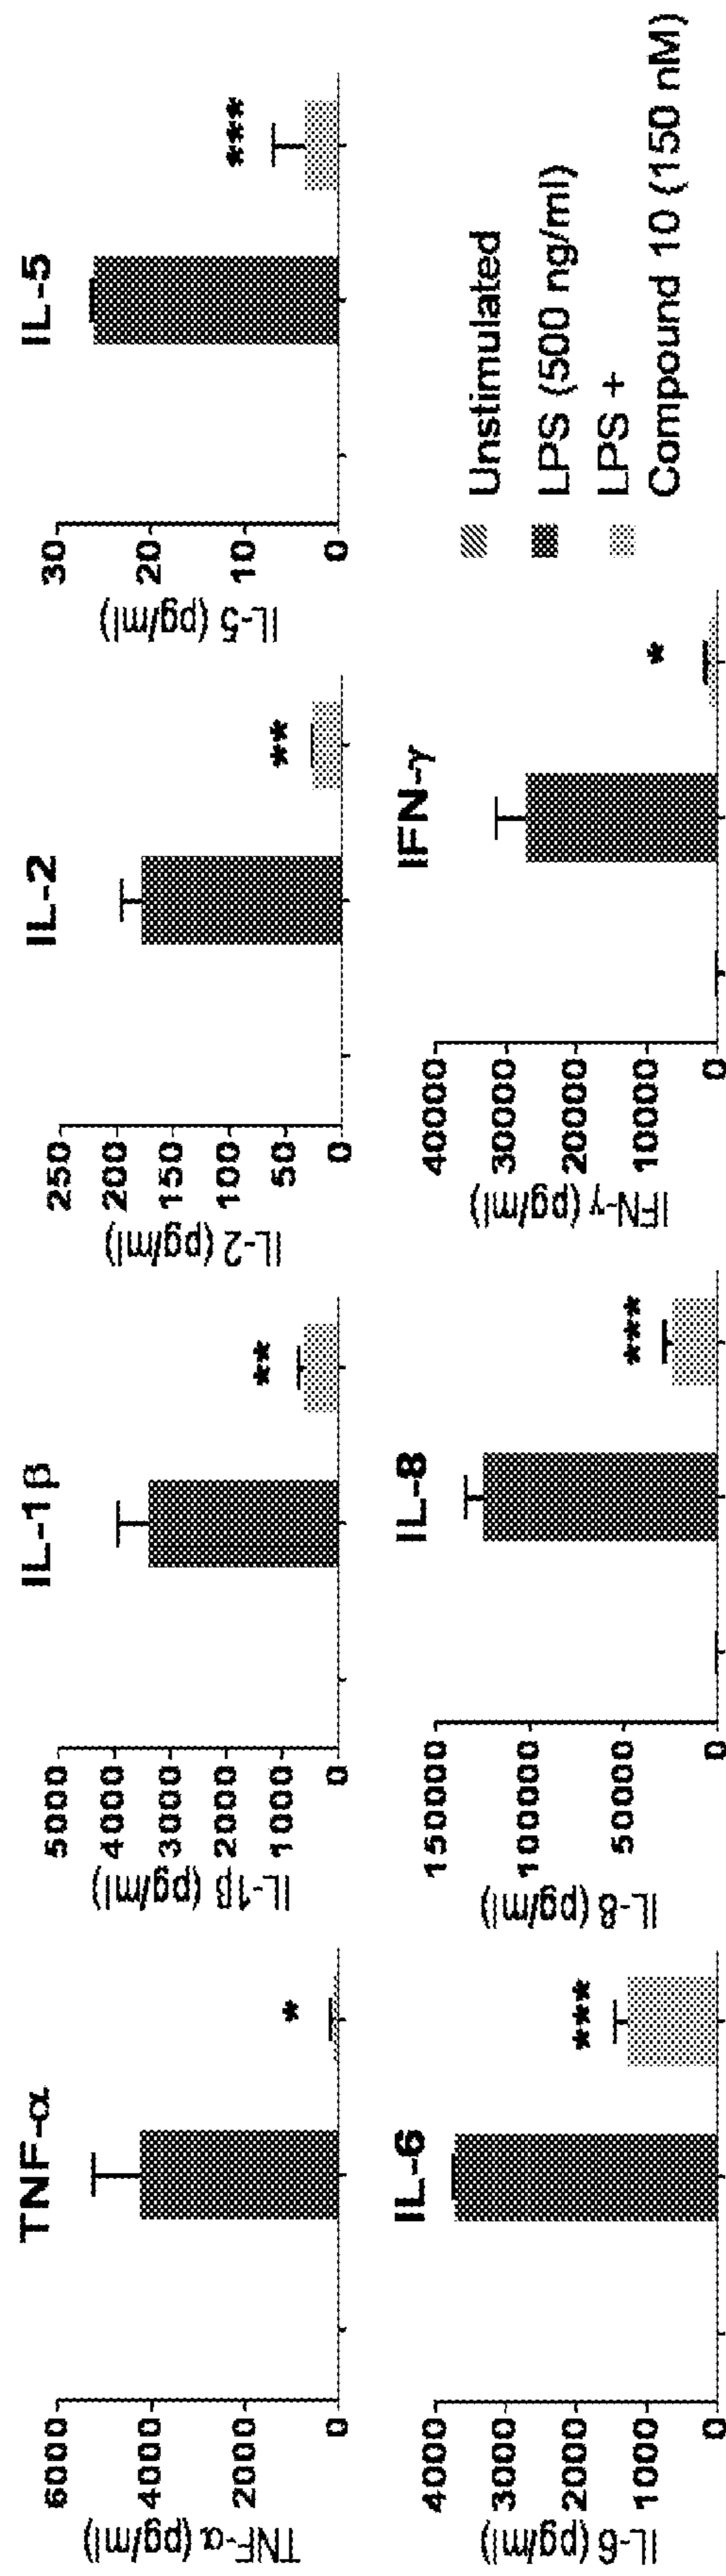 TNF-α
TNF-α (pg/ml)
6000
4000
2000
0
*
IL-1β
IL-1β (pg/ml)
5000
4000
3000
2000
1000
0
**
IL-2
IL-2 (pg/ml)
250
200
150
100
50
0
**
IL-5
IL-5 (pg/ml)
30
20
10
0
***
IL-6
IL-6 (pg/ml)
4000
3000
2000
1000
0
***
IL-8
IL-8 (pg/ml)
150000
100000
50000
0
***
IFN-γ
IFN-γ (pg/ml)
40000
30000
20000
10000
0
*
Unstimulated
LPS (500 ng/ml)
LPS +
Compound 10 (150 nM)